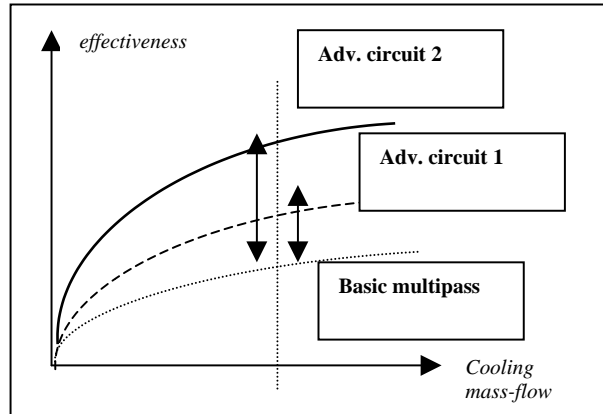 effectiveness
Adv. circuit 2
Adv. circuit 1
Basic multipass
Cooling
mass-flow